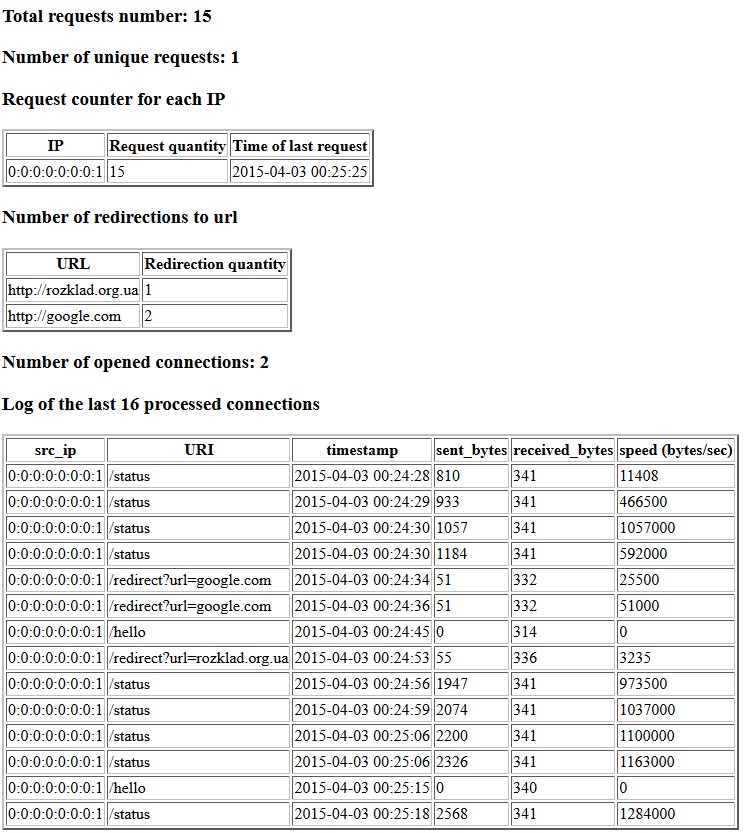 Total requests number: 15
Number of unique requests: 1
Request counter for each IP
IP Request quantity Time of last request
0:0:0:0:0:0:0:1 15 2015-04-03 00:25:25
Number of redirections to url
URL Redirection quantity
http://rozklad.org.ua 1
http://google.com 2
Number of opened connections: 2
Log of the last 16 processed connections
src_ip URI timestamp sent_bytes received_bytes speed (bytes/sec)
0:0:0:0:0:0:0:1 /status 2015-04-03 00:24:28 810 341 11408
0:0:0:0:0:0:0:1 /status 2015-04-03 00:24:29 933 341 466500
0:0:0:0:0:0:0:1 /status 2015-04-03 00:24:30 1057 341 1057000
0:0:0:0:0:0:0:1 /status 2015-04-03 00:24:30 1184 341 592000
0:0:0:0:0:0:0:1 /redirect?url=google.com 2015-04-03 00:24:34 51 332 25500
0:0:0:0:0:0:0:1 /redirect?url=google.com 2015-04-03 00:24:36 51 332 51000
0:0:0:0:0:0:0:1 /hello 2015-04-03 00:24:45 0 314 0
0:0:0:0:0:0:0:1 /redirect?url=rozklad.org.ua 2015-04-03 00:24:53 55 336 3235
0:0:0:0:0:0:0:1 /status 2015-04-03 00:24:56 1947 341 973500
0:0:0:0:0:0:0:1 /status 2015-04-03 00:24:59 2074 341 1037000
0:0:0:0:0:0:0:1 /status 2015-04-03 00:25:06 2200 341 1100000
0:0:0:0:0:0:0:1 /status 2015-04-03 00:25:06 2326 341 1163000
0:0:0:0:0:0:0:1 /hello 2015-04-03 00:25:15 0 340 0
0:0:0:0:0:0:0:1 /status 2015-04-03 00:25:18 2568 341 1284000